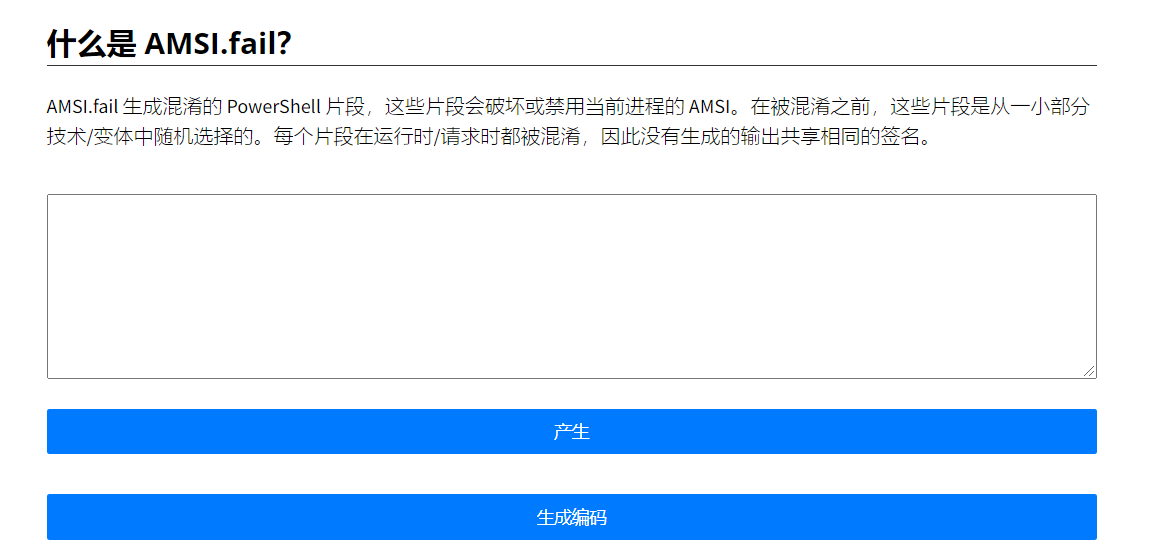 什么是 AMSI.fail？
AMSI.fail 生成混淆的 PowerShell 片段，这些片段会破坏或禁用当前进程的 AMSI。在被混淆之前，这些片段是从一小部分
技术/变体中随机选择的。每个片段在运行时/请求时都被混淆，因此没有生成的输出共享相同的签名。
产生
生成编码